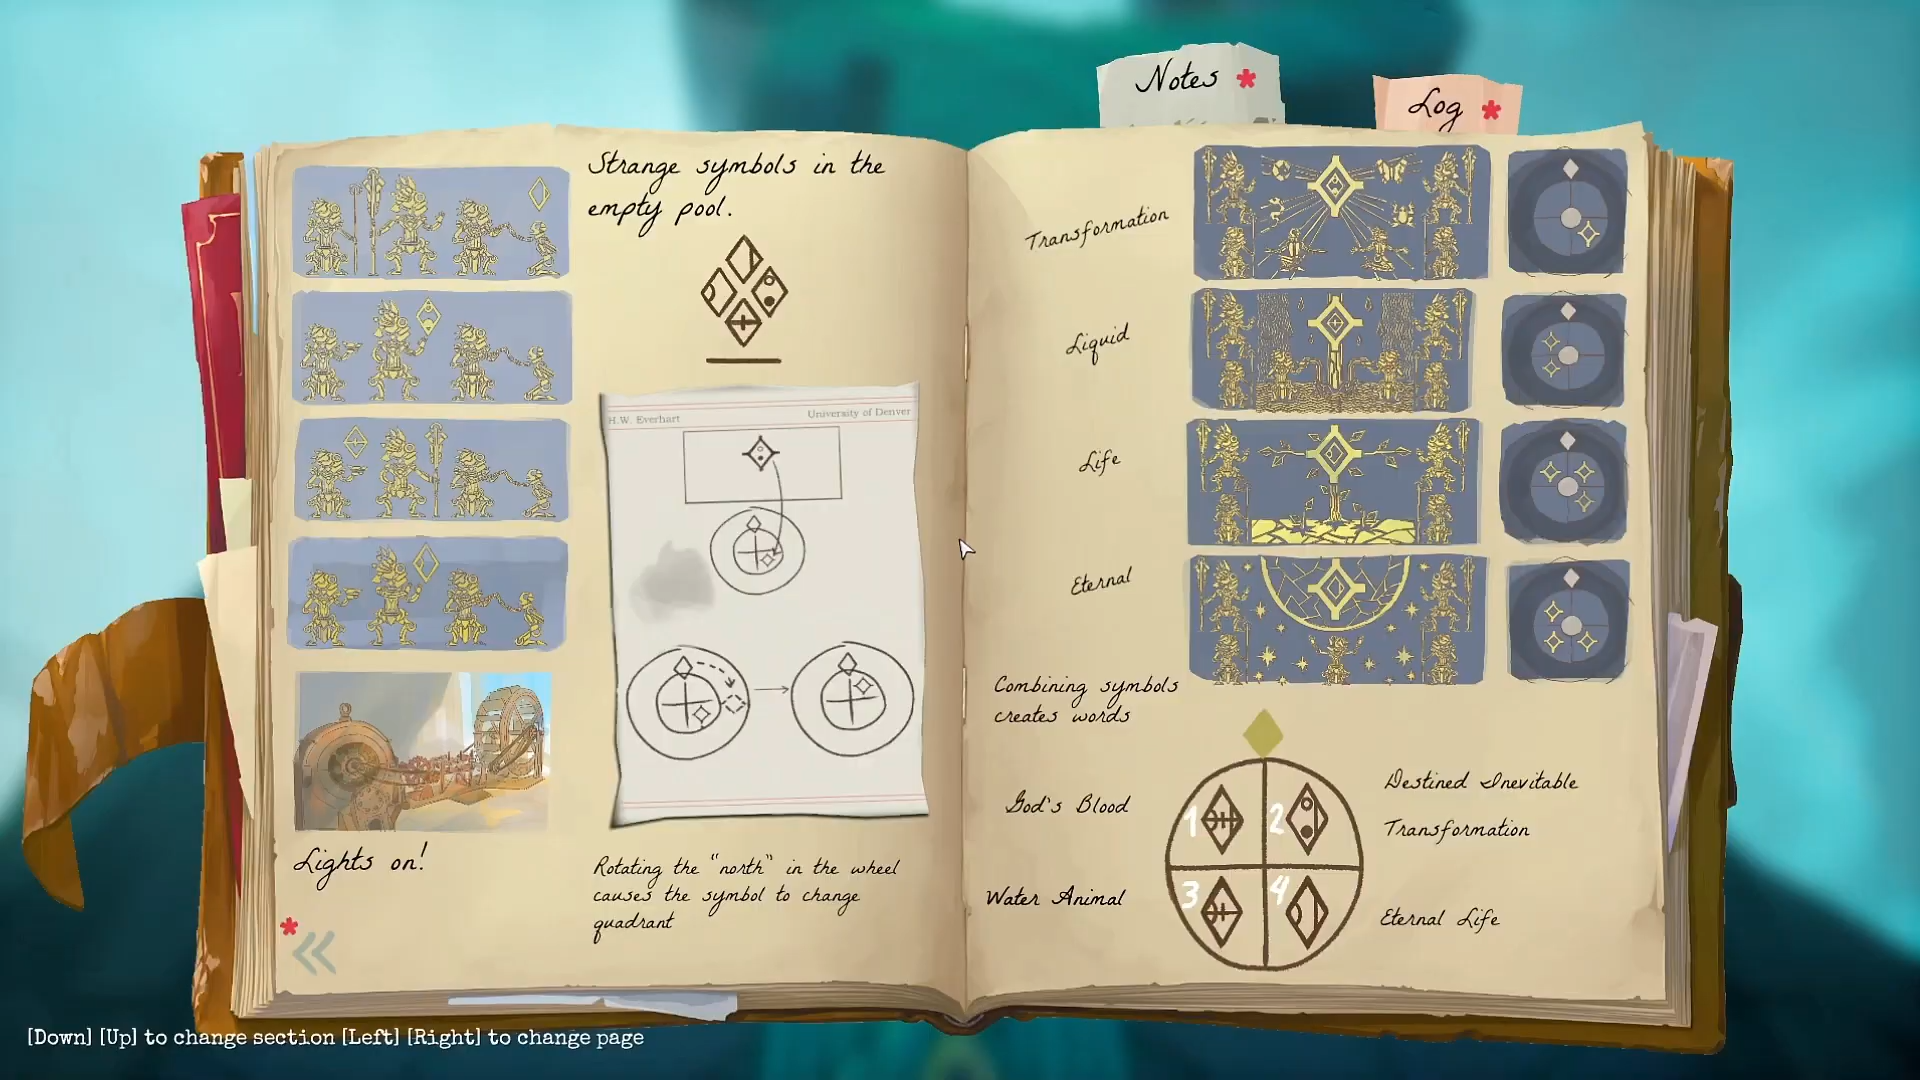 Notes *
Log *
Strange symbols in the
empty pool.
H.W. Everhart
University of Denver
Lights on!
Rotating the "north" in the wheel
causes the symbol to change
quadrant
Transformation
Liquid
Life
Eternal
Combining symbols
creates words
God's Blood
Water Animal
1
2
3
4
Destined Inevitable
Transformation
Eternal Life
[Down] [Up] to change section [Left] [Right] to change page